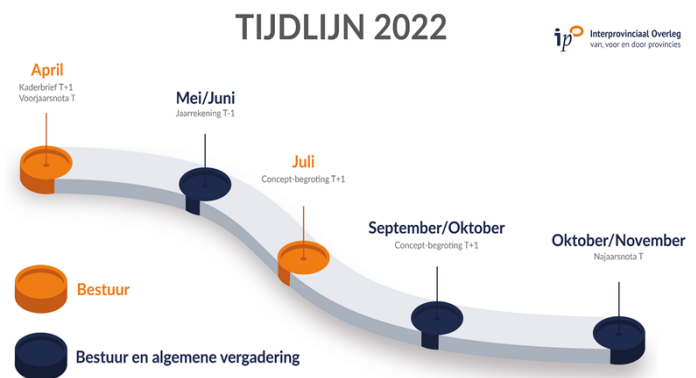 TIJDLIJN 2022
ipo
Interprovinciaal Overleg
van, voor en door provincies
April
Kaderbrief T+1
Voorjaarsnota T
Mei/Juni
Jaarrekening T-1
Juli
Concept-begroting T+1
September/Oktober
Concept-begroting T+1
Oktober/November
Najaarsnota T
Bestuur
Bestuur en algemene vergadering